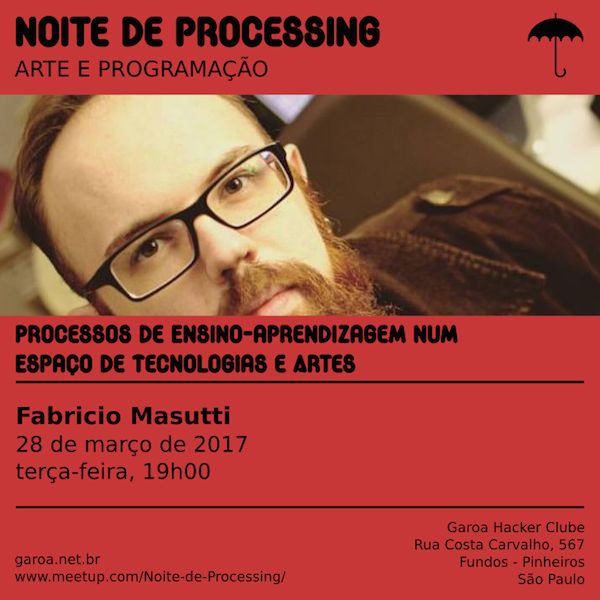 NOITE DE PROCESSING
ARTE E PROGRAMAÇÃO
PROCESSOS DE ENSINO-APRENDIZAGEM NUM
ESPAÇO DE TECNOLOGIAS E ARTES
Fabricio Masutti
28 de março de 2017
terça-feira, 19h00
garoa.net.br
www.meetup.com/Noite-de-Processing/
Garoa Hacker Clube
Rua Costa Carvalho, 567
Fundos - Pinheiros
São Paulo